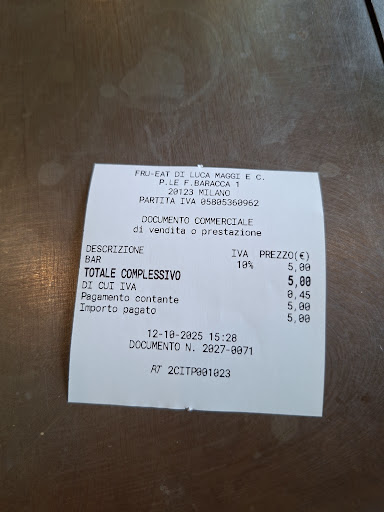 FRU-EAT DI LUCA MAGGI E C.
P.LE F.BARACCA 1
20123 MILANO
PARTITA IVA 05805360962
DOCUMENTO COMMERCIALE
di vendita o prestazione
DESCRIZIONE IVA PREZZO(€)
BAR 10% 5,00
TOTALE COMPLESSIVO 5,00
DI CUI IVA 0,45
Pagamento contante 5,00
Importo pagato 5,00
12-10-2025 15:28
DOCUMENTO N. 2027-0071
RT 2CITP001023